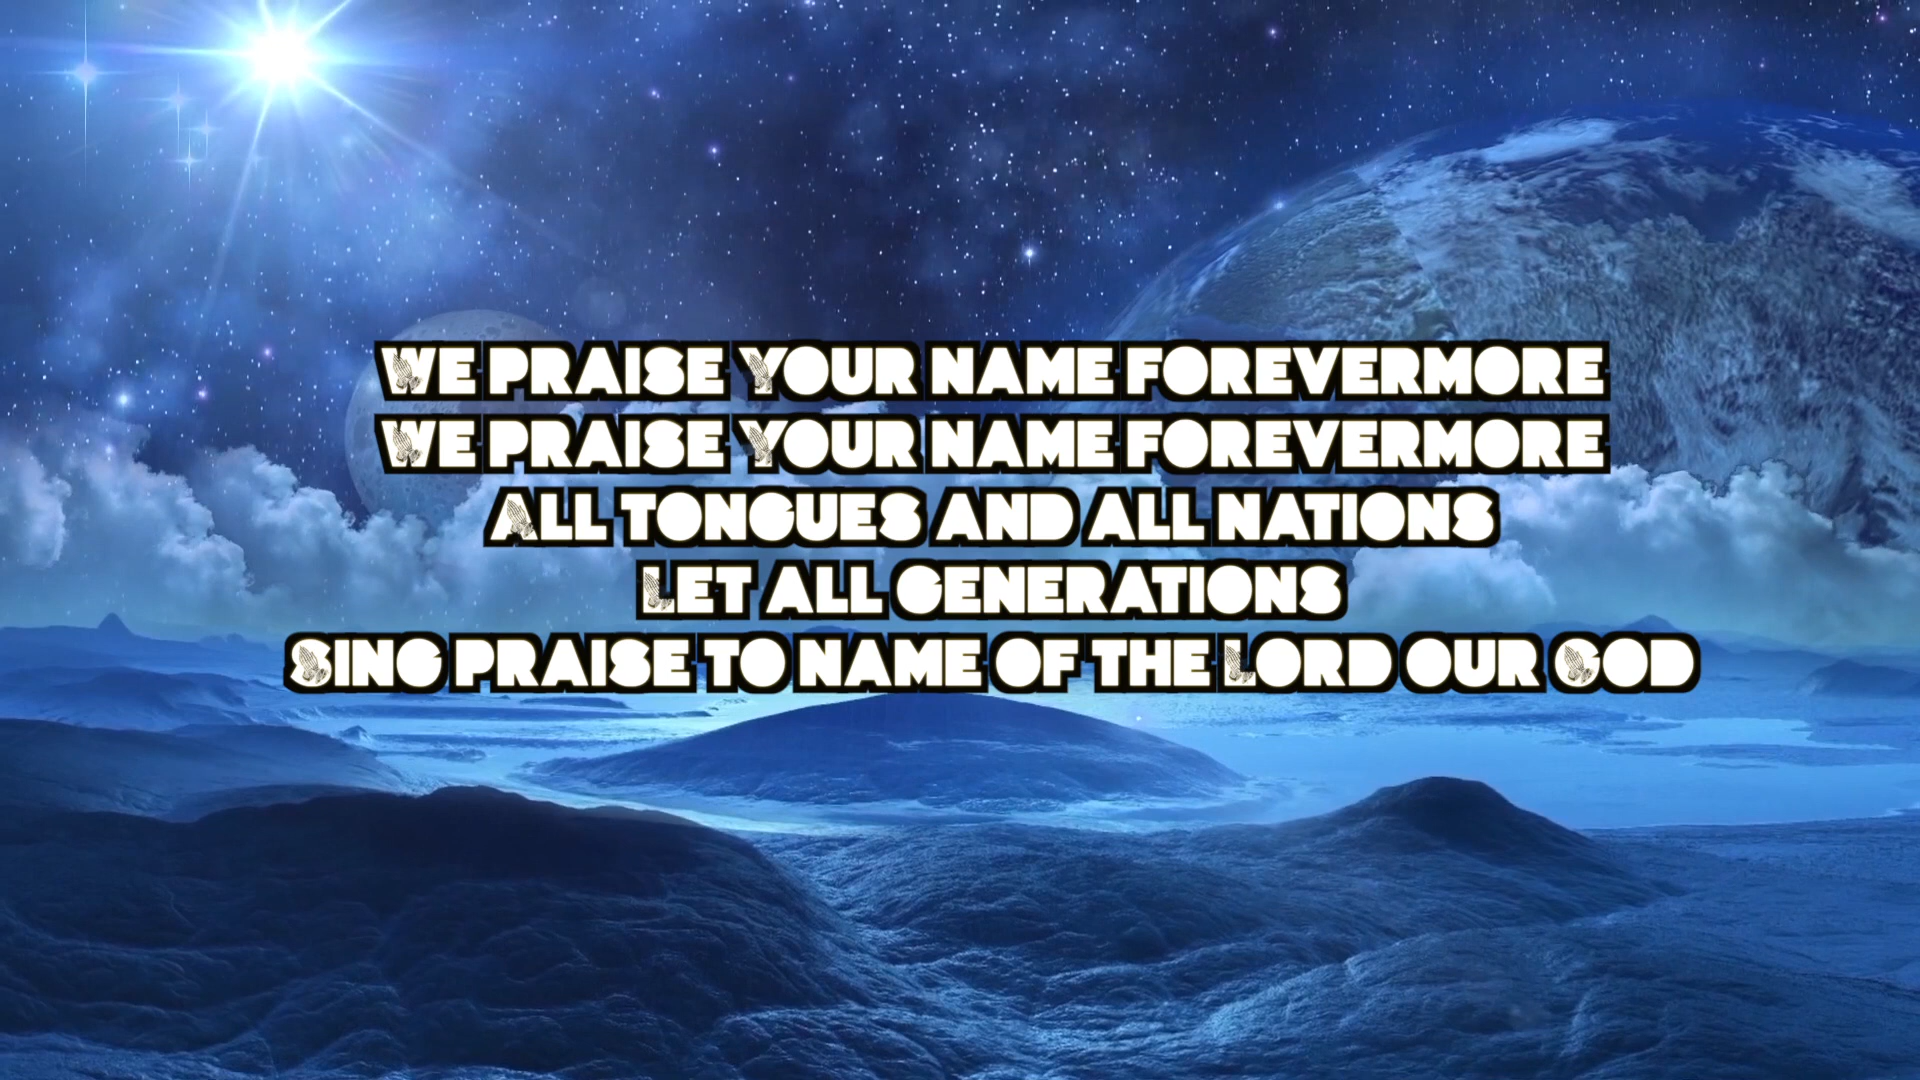 We praise Your name forevermore
We praise Your name forevermore
All tongues and all nations
Let all generations
Sing praise to name of the Lord our God